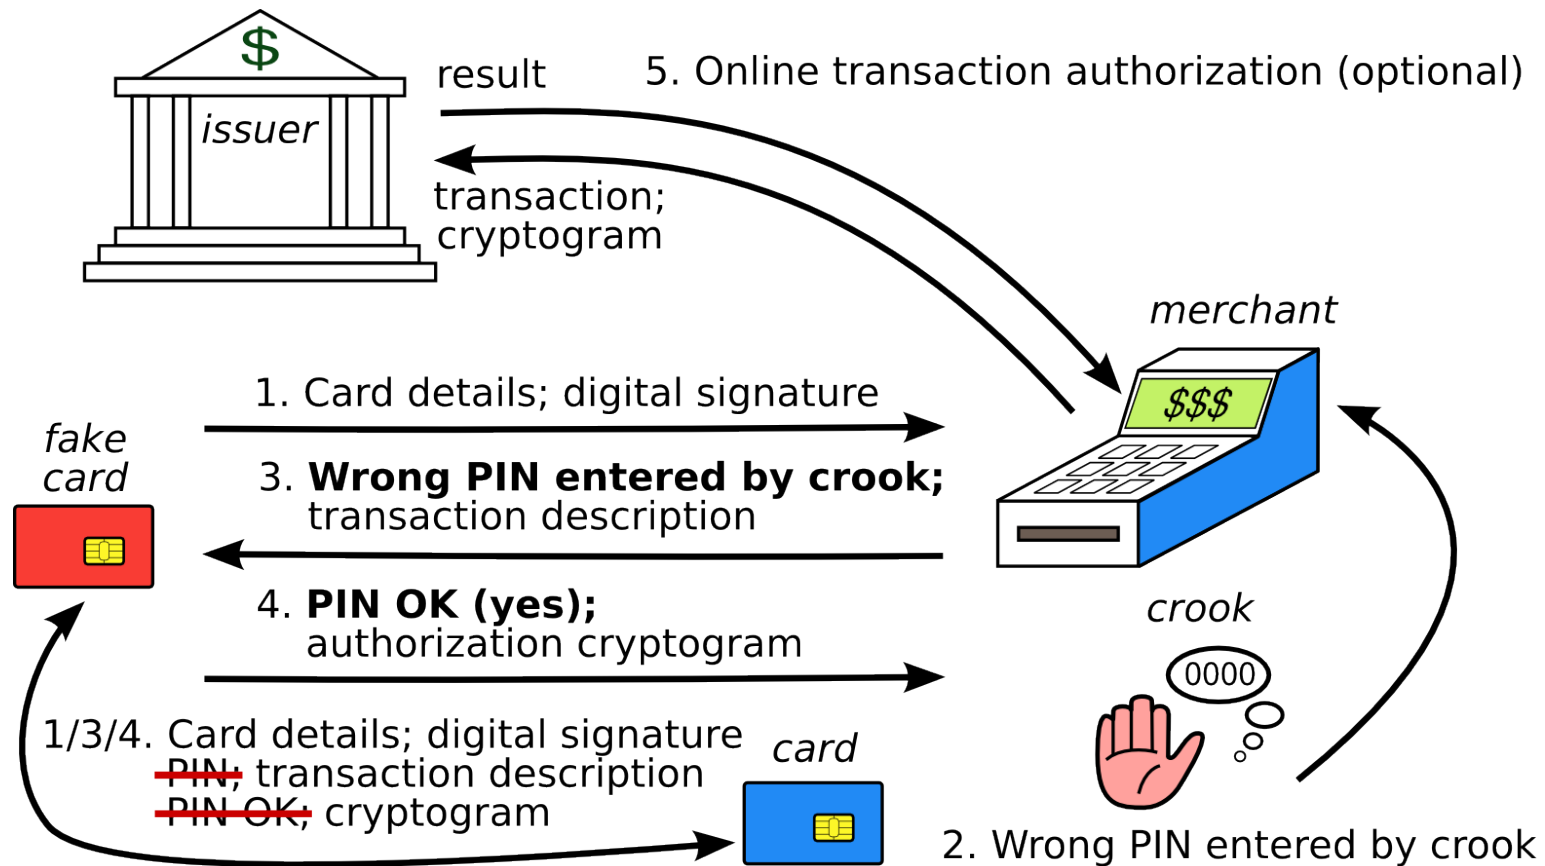 $
issuer
result
5. Online transaction authorization (optional)
transaction;
cryptogram
merchant
$$$
1. Card details; digital signature
fake
card
3. Wrong PIN entered by crook;
transaction description
4. PIN OK (yes);
authorization cryptogram
crook
0000
1/3/4. Card details; digital signature
PIN; transaction description
PIN OK; cryptogram
card
2. Wrong PIN entered by crook